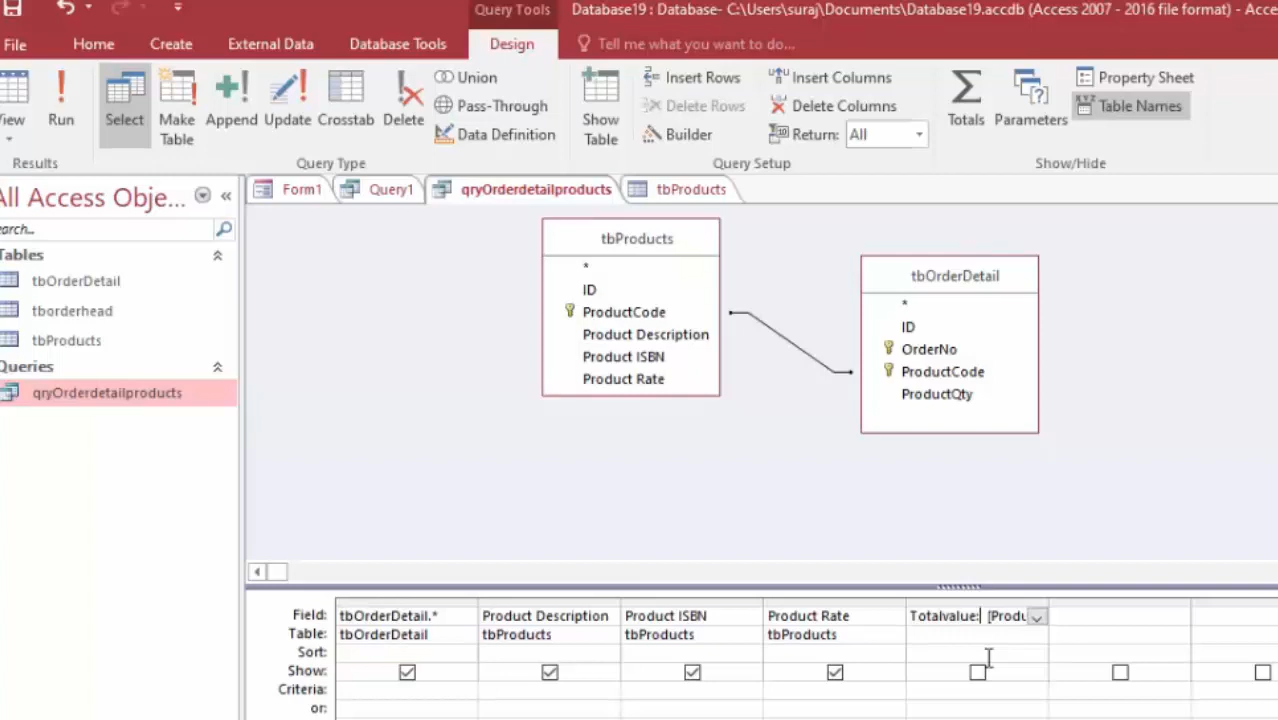 Query Tools
Database19 : Database- C:\Users\suraj\Documents\Database19.accdb (Access 2007 - 2016 file format) - Acce
File Home Create External Data Database Tools Design Tell me what you want to do...
View Run Select Make Table Append Update Crosstab Delete
Union
Pass-Through
Data Definition
Show Table
Insert Rows
Delete Rows
Builder
Insert Columns
Delete Columns
Return: All
Totals Parameters
Property Sheet
XYZ Table Names
Results Query Type Query Setup Show/Hide
All Access Obje... «
earch...
Tables
tbOrderDetail
tborderhead
tbProducts
Queries
qryOrderdetailproducts
Form1 Query1 qryOrderdetailproducts tbProducts
tbProducts
*
ID
ProductCode
Product Description
Product ISBN
Product Rate
tbOrderDetail
*
ID
OrderNo
ProductCode
ProductQty
Field: tbOrderDetail.* Product Description Product ISBN Product Rate Totalvalue: [Produ
Table: tbOrderDetail tbProducts tbProducts tbProducts
Sort:
Show:
Criteria:
or: